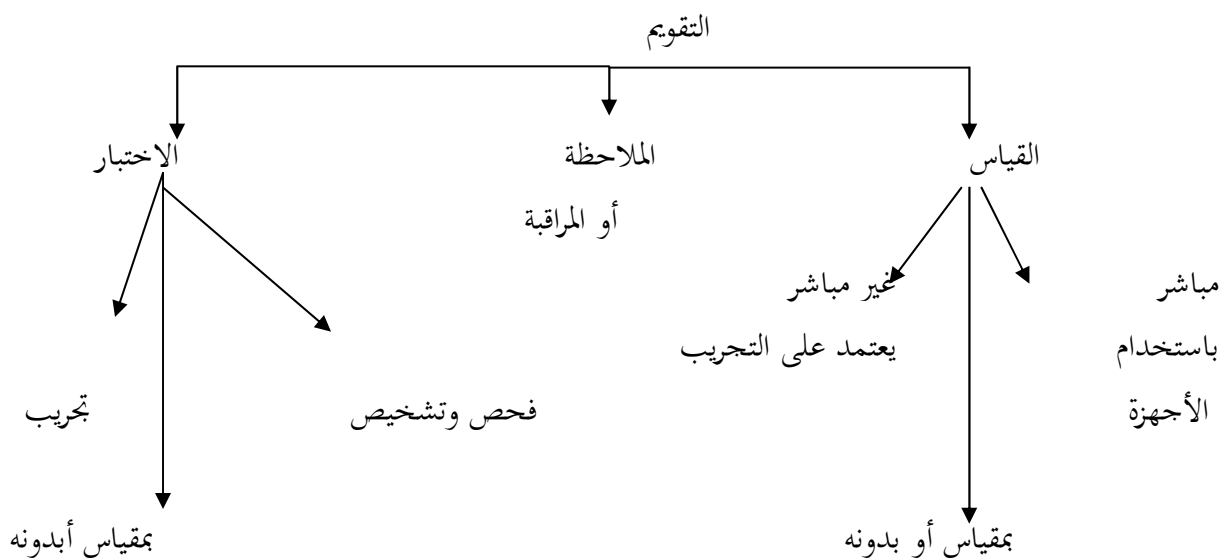 التقويم
القياس
الملاحظة
أو المراقبة
الاختبار
مباشر
باستخدام
الأجهزة
غير مباشر
يعتمد على التجريب
بمقياس أو بدونه
فحص وتشخيص
تجريب
بمقياس أبدونه